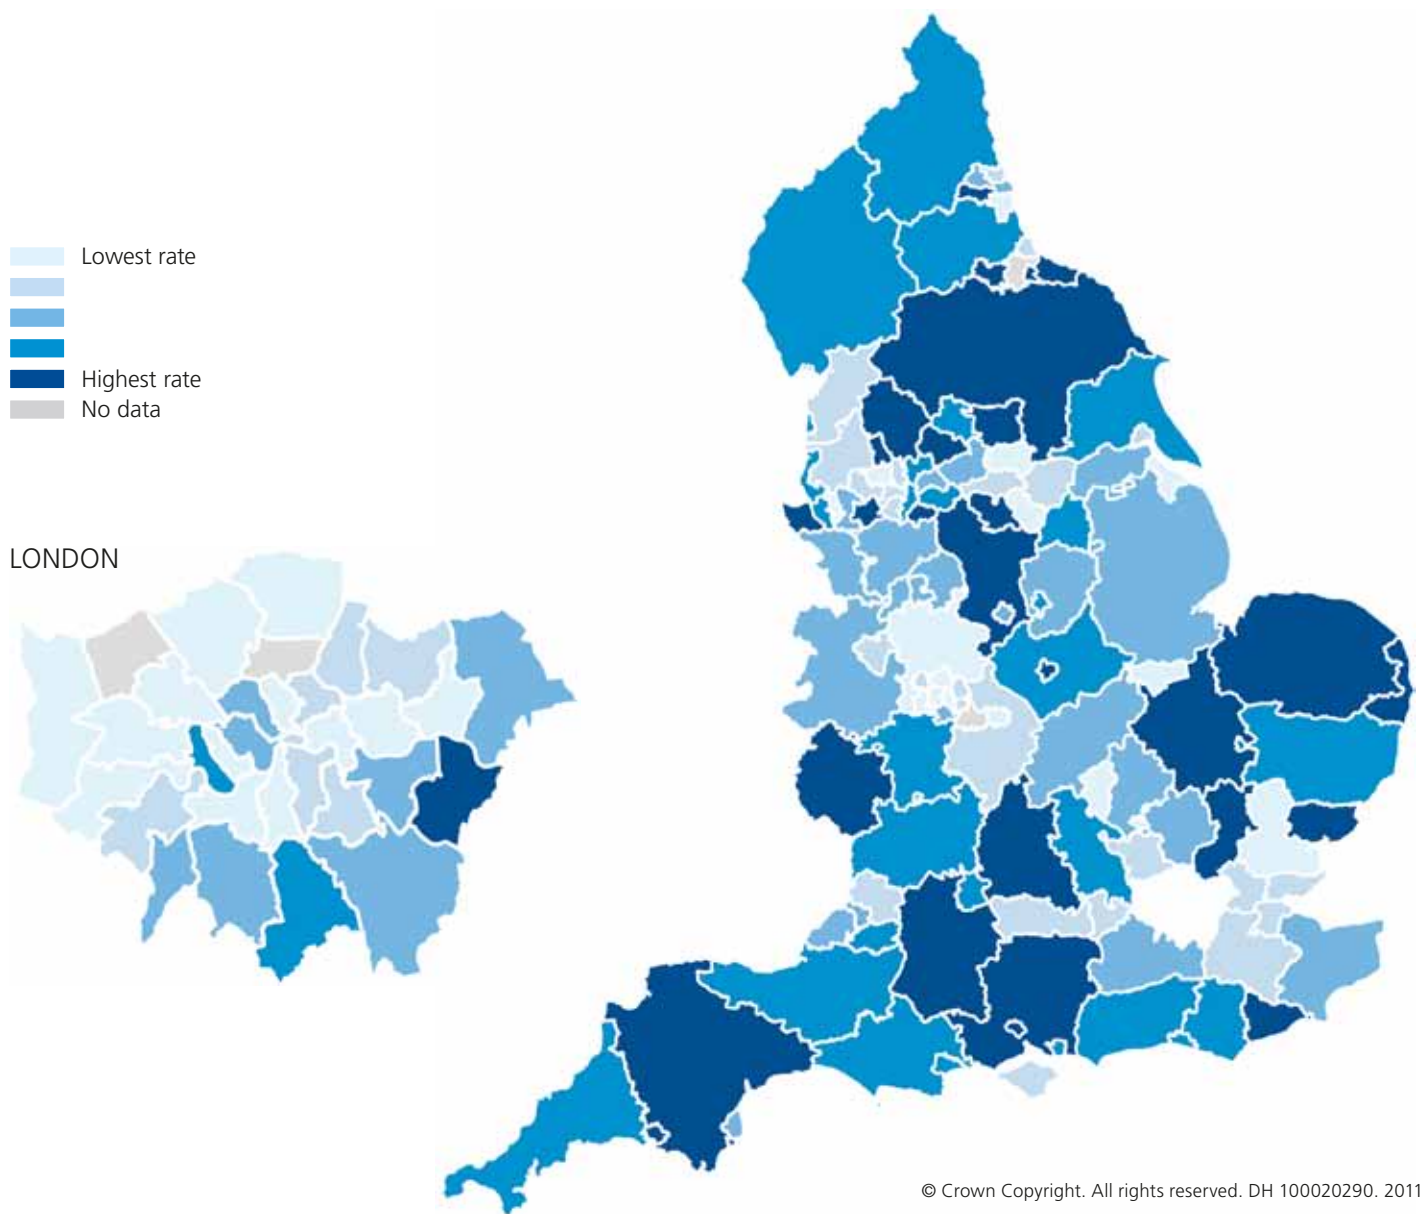 Lowest rate
Highest rate
No data
LONDON
© Crown Copyright. All rights reserved. DH 100020290. 2011